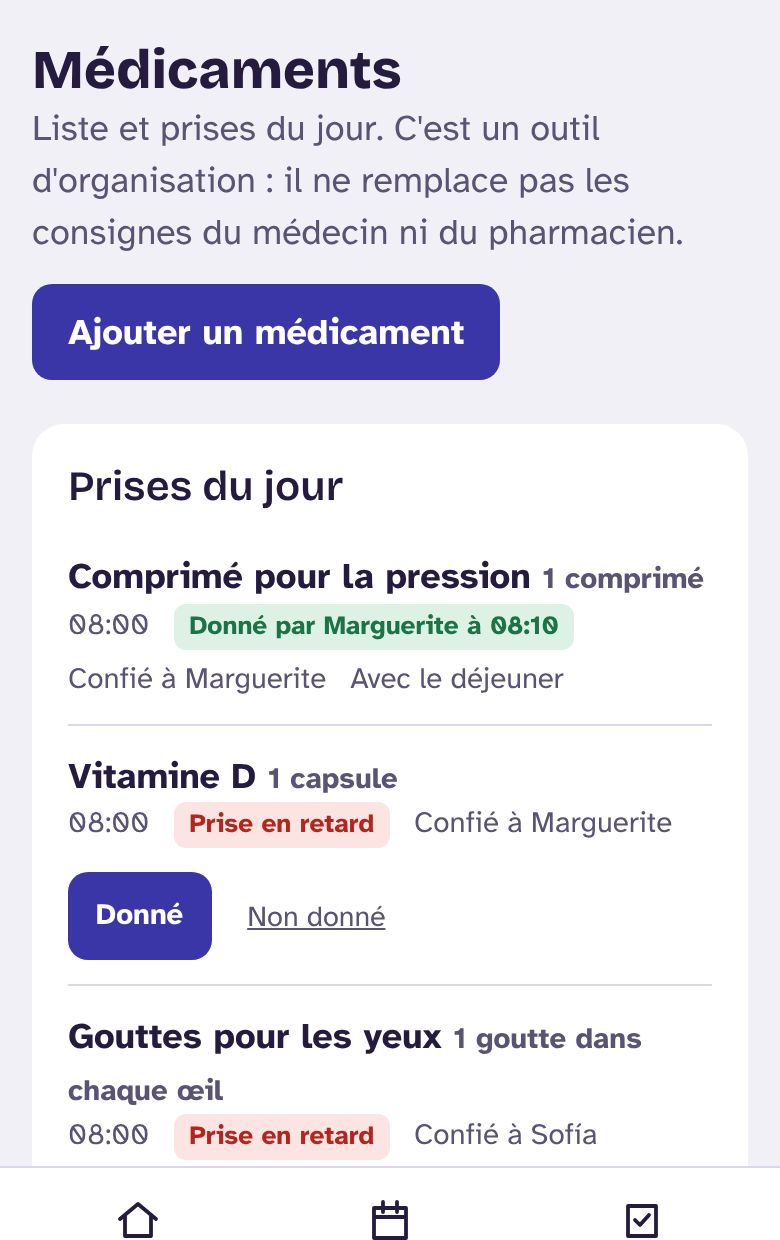 Médicaments
Liste et prises du jour. C'est un outil
d'organisation : il ne remplace pas les
consignes du médecin ni du pharmacien.
Ajouter un médicament
Prises du jour
Comprimé pour la pression 1 comprimé
08:00 Donné par Marguerite à 08:10
Confié à Marguerite Avec le déjeuner
Vitamine D 1 capsule
08:00 Prise en retard Confié à Marguerite
Donné Non donné
Gouttes pour les yeux 1 goutte dans
chaque œil
08:00 Prise en retard Confié à Sofía